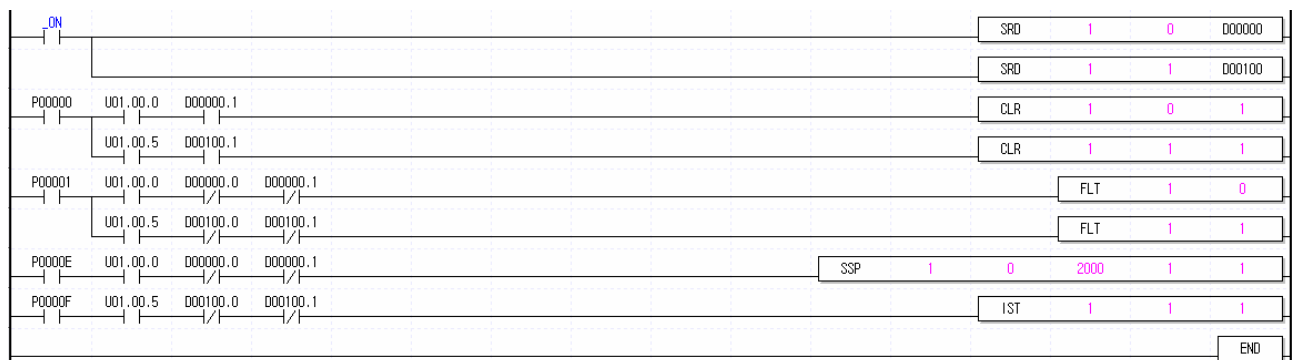 _ON
SRD 1 0 D00000
SRD 1 1 D00100
P00000 U01.00.0 D00000.1
CLR 1 0 1
U01.00.5 D00100.1
CLR 1 1 1
P00001 U01.00.0 D00000.0 D00000.1
FLT 1 0
U01.00.5 D00100.0 D00100.1
FLT 1 1
P0000E U01.00.0 D00000.0 D00000.1
SSP 1 0 2000 1 1
P0000F U01.00.5 D00100.0 D00100.1
IST 1 1 1
END